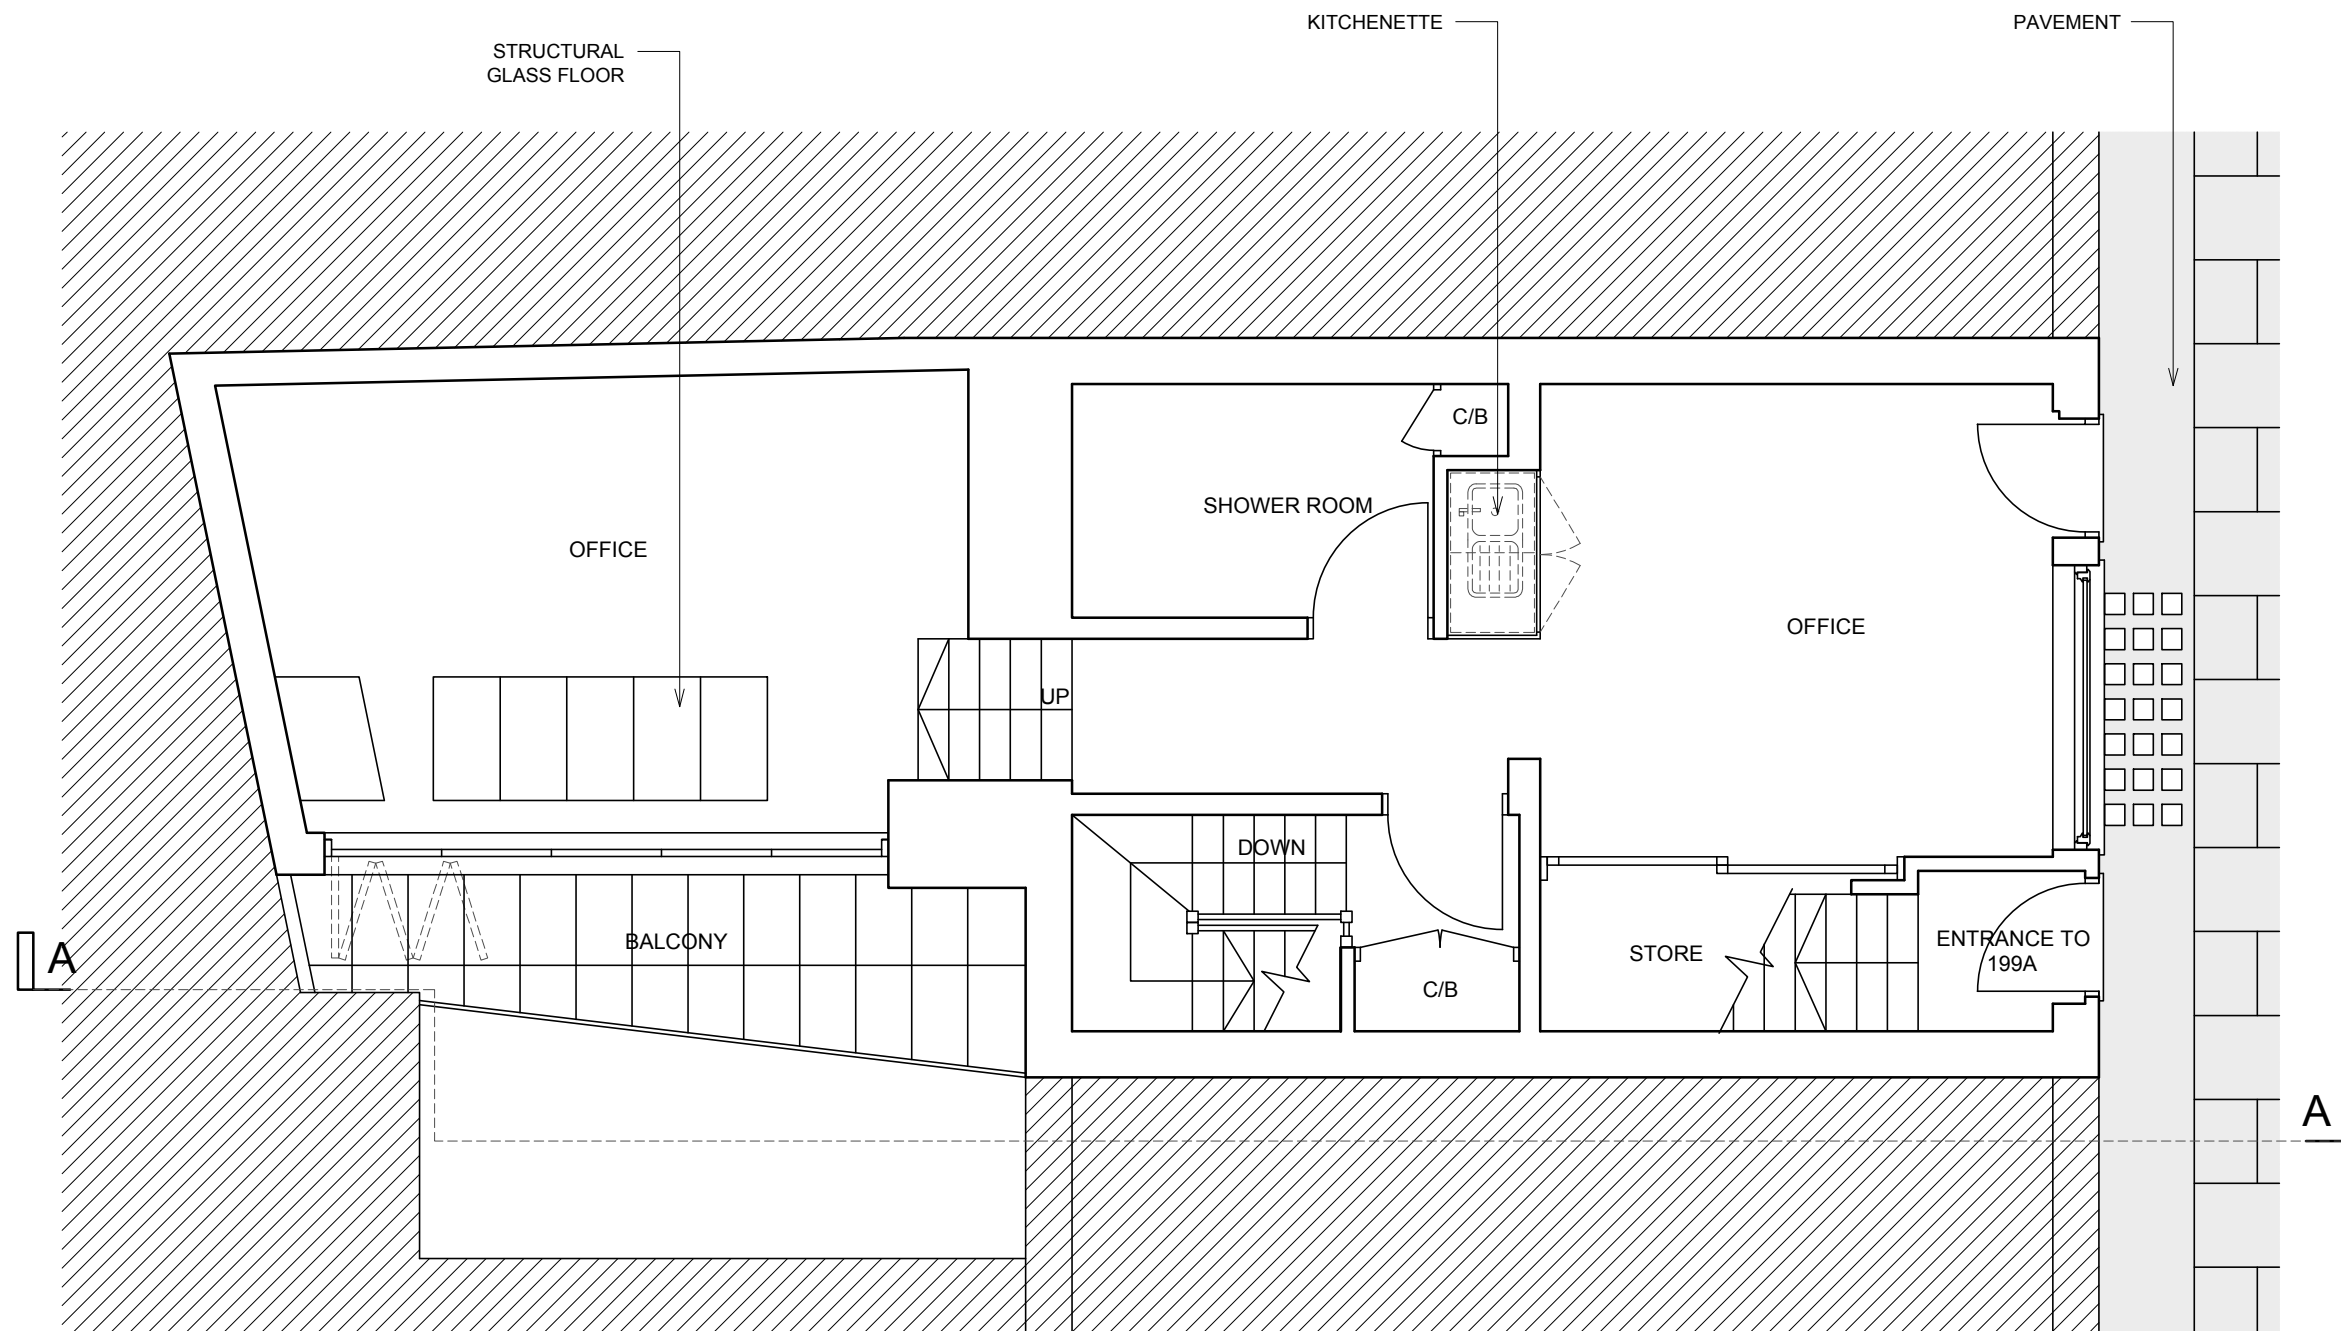 KITCHENETTE
PAVEMENT
STRUCTURAL
GLASS FLOOR
C/B
SHOWER ROOM
OFFICE
OFFICE
UP
DOWN
BALCONY
STORE
ENTRANCE TO
199A
C/B
A
A